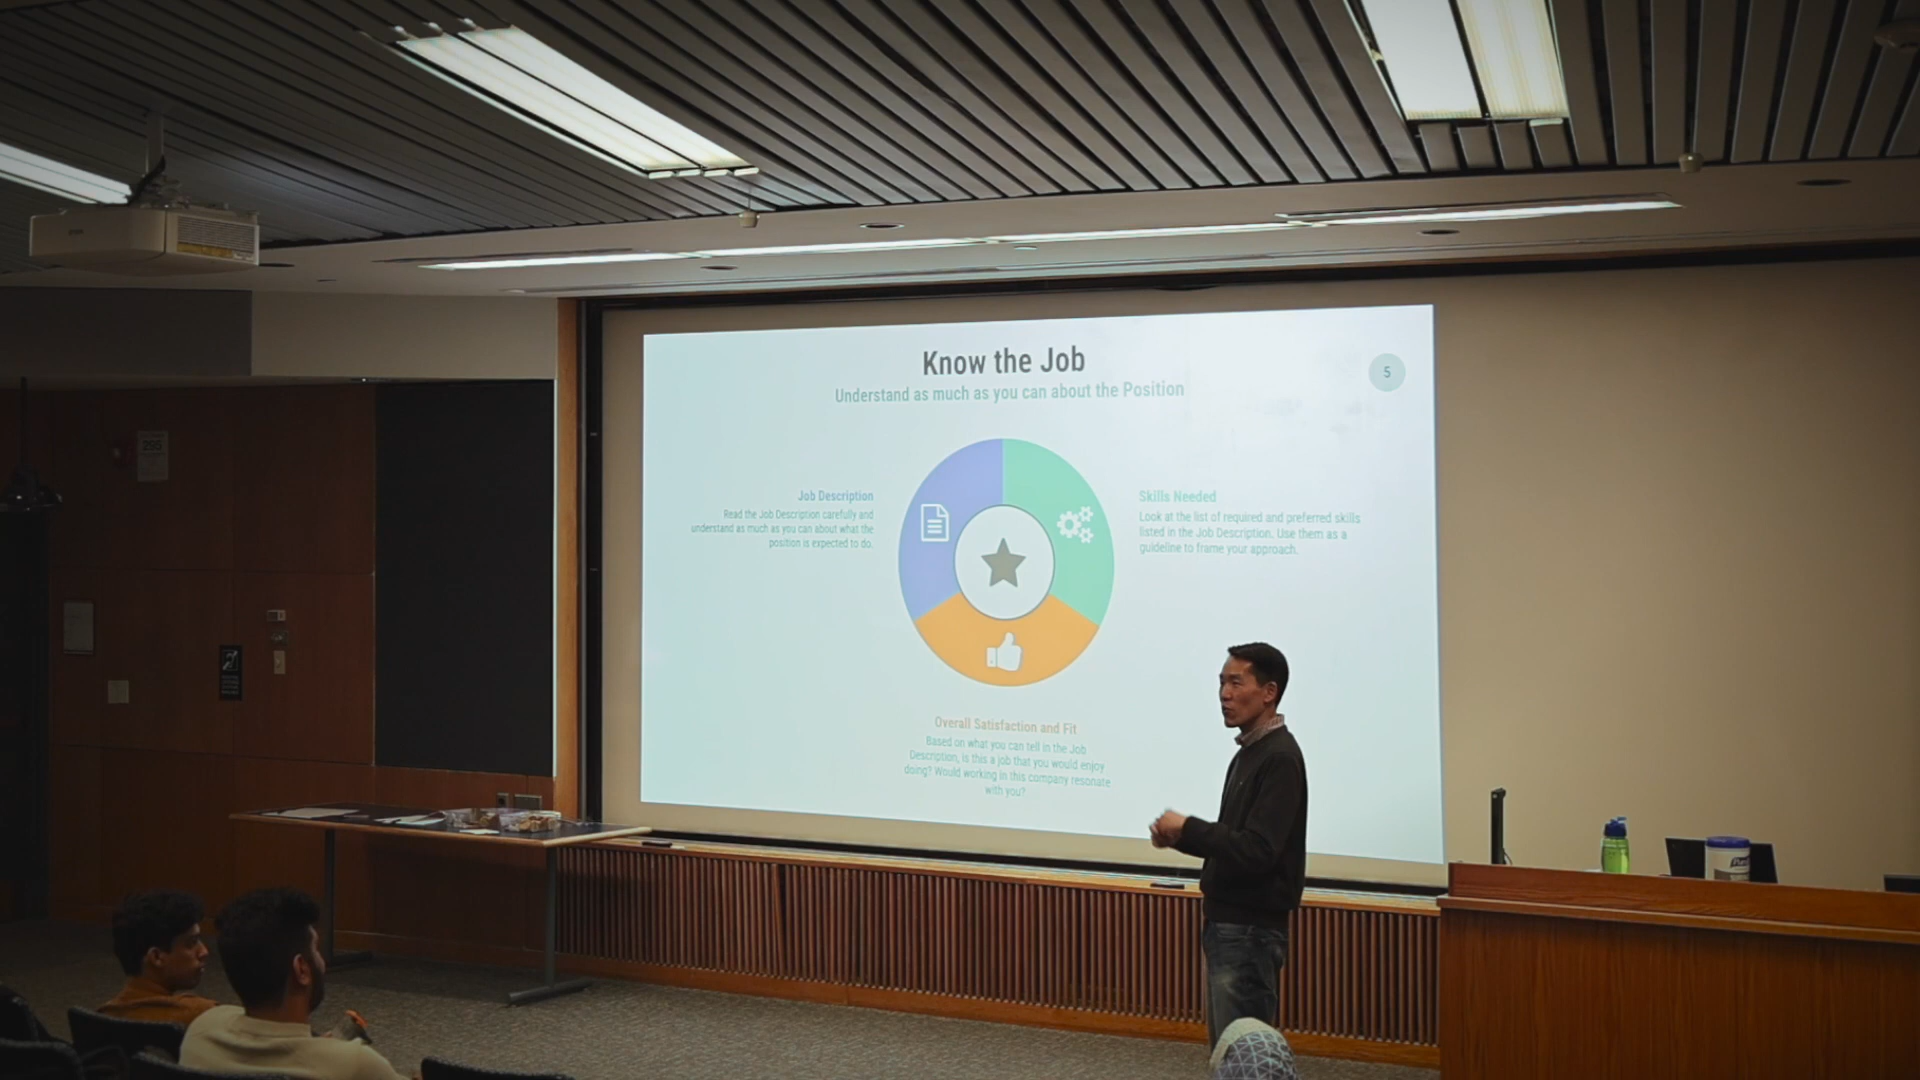 Know the Job
Understand as much as you can about the Position
5
Job Description
Read the Job Description carefully and
understand as much as you can about what the
position is expected to do.
Skills Needed
Look at the list of required and preferred skills
listed in the Job Description. Use them as a
guideline to frame your approach.
Overall Satisfaction and Fit
Based on what you can tell in the Job
Description, is this a job that you would enjoy
doing? Would working in this company resonate
with you?
295